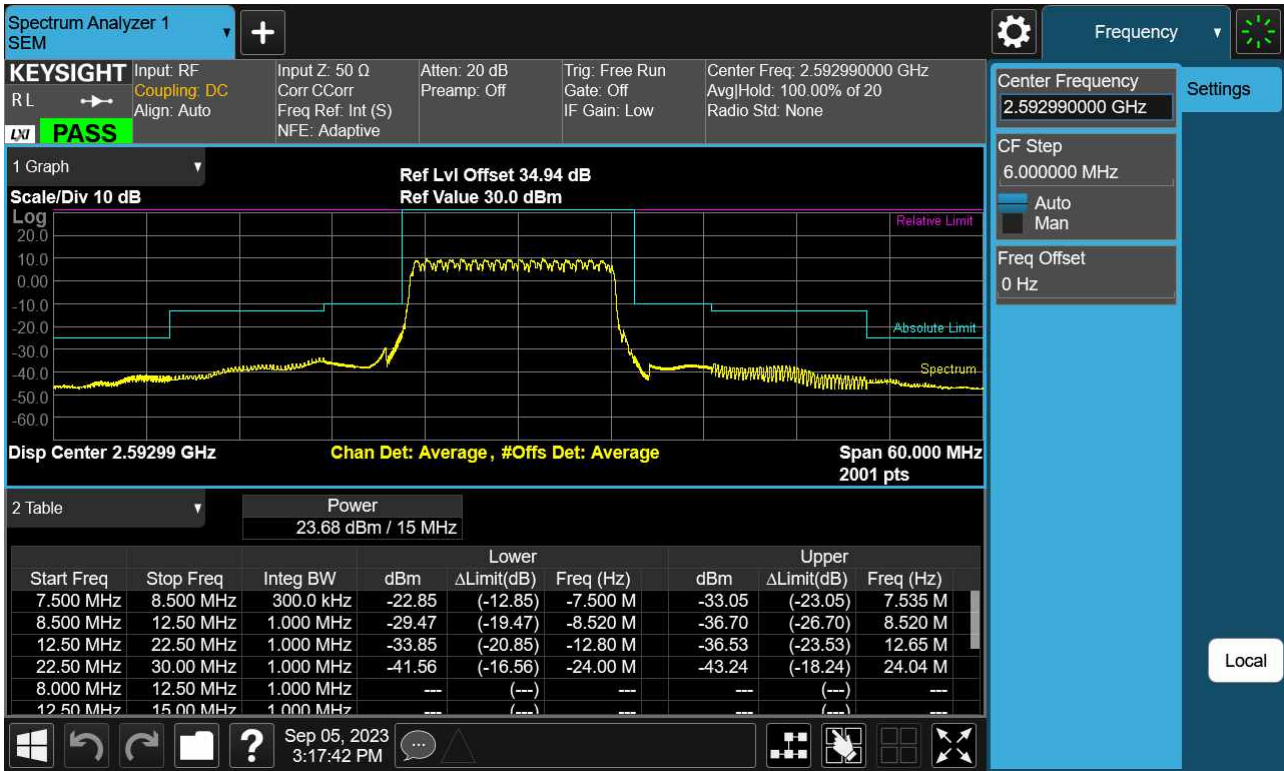 Spectrum Analyzer 1
SEM
+
Frequency
KEYSIGHT
RL
LXI
PASS
Input: RF
Coupling: DC
Align: Auto
Input Z: 50 Ω
Corr CCorr
Freq Ref: Int (S)
NFE: Adaptive
Atten: 20 dB
Preamp: Off
Trig: Free Run
Gate: Off
IF Gain: Low
Center Freq: 2.592990000 GHz
Avg|Hold: 100.00% of 20
Radio Std: None
Center Frequency
2.592990000 GHz
Settings
CF Step
6.000000 MHz
Auto
Man
Freq Offset
0 Hz
1 Graph
Scale/Div 10 dB
Ref Lvl Offset 34.94 dB
Ref Value 30.0 dBm
Log
20.0
10.0
0.00
-10.0
-20.0
-30.0
-40.0
-50.0
-60.0
Relative Limit
Absolute Limit
Spectrum
Disp Center 2.59299 GHz
Chan Det: Average, #Offs Det: Average
Span 60.000 MHz
2001 pts
2 Table
Power
23.68 dBm / 15 MHz
Lower Upper
Start Freq Stop Freq Integ BW dBm ΔLimit(dB) Freq (Hz) dBm ΔLimit(dB) Freq (Hz)
7.500 MHz 8.500 MHz 300.0 kHz -22.85 (-12.85) -7.500 M -33.05 (-23.05) 7.535 M
8.500 MHz 12.50 MHz 1.000 MHz -29.47 (-19.47) -8.520 M -36.70 (-26.70) 8.520 M
12.50 MHz 22.50 MHz 1.000 MHz -33.85 (-20.85) -12.80 M -36.53 (-23.53) 12.65 M
22.50 MHz 30.00 MHz 1.000 MHz -41.56 (-16.56) -24.00 M -43.24 (-18.24) 24.04 M
8.000 MHz 12.50 MHz 1.000 MHz --- (---) --- --- (---) ---
12.50 MHz 15.00 MHz 1.000 MHz --- (---) --- --- (---) ---
Local
?
Sep 05, 2023
3:17:42 PM